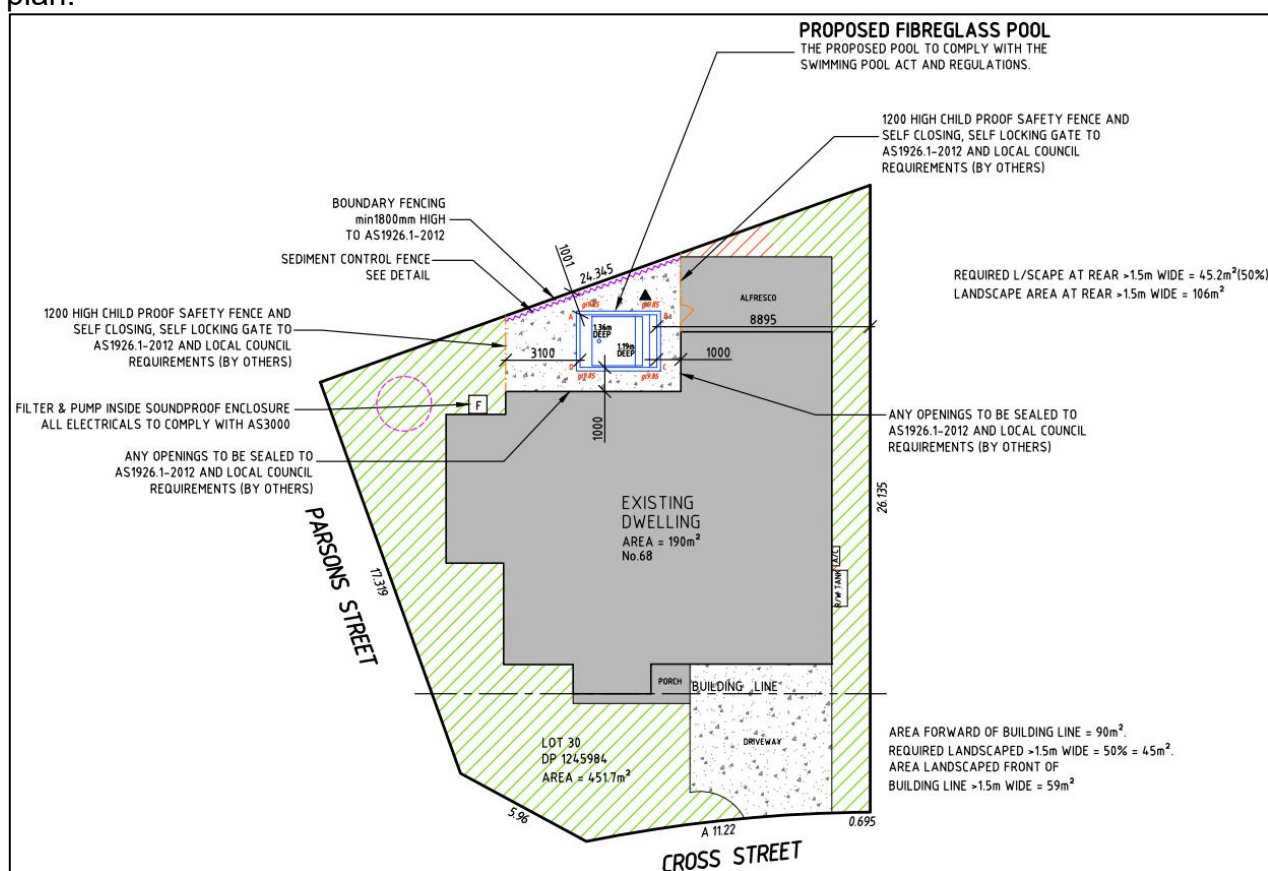 plan.
PROPOSED FIBREGLASS POOL
THE PROPOSED POOL TO COMPLY WITH THE
SWIMMING POOL ACT AND REGULATIONS.
1200 HIGH CHILD PROOF SAFETY FENCE AND
SELF CLOSING, SELF LOCKING GATE TO
AS1926.1-2012 AND LOCAL COUNCIL
REQUIREMENTS (BY OTHERS)
BOUNDARY FENCING
min1800mm HIGH
TO AS1926.1-2012
SEDIMENT CONTROL FENCE
SEE DETAIL
1001
24.345
REQUIRED L/SCAPE AT REAR >1.5m WIDE = 45.2m²(50%)
LANDSCAPE AREA AT REAR >1.5m WIDE = 106m²
ALFRESCO
8895
1200 HIGH CHILD PROOF SAFETY FENCE AND
SELF CLOSING, SELF LOCKING GATE TO
AS1926.1-2012 AND LOCAL COUNCIL
REQUIREMENTS (BY OTHERS)
A
1.36m
DEEP
1.19m
DEEP
3100
1000
D
C
pl9.85
1000
FILTER & PUMP INSIDE SOUNDPROOF ENCLOSURE
ALL ELECTRICALS TO COMPLY WITH AS3000
F
ANY OPENINGS TO BE SEALED TO
AS1926.1-2012 AND LOCAL COUNCIL
REQUIREMENTS (BY OTHERS)
ANY OPENINGS TO BE SEALED TO
AS1926.1-2012 AND LOCAL COUNCIL
REQUIREMENTS (BY OTHERS)
EXISTING
DWELLING
AREA = 190m²
No.68
26.135
A/C
R/W TANK
PARSONS STREET
17.319
PORCH
BUILDING LINE
DRIVEWAY
LOT 30
DP 1245984
AREA = 451.7m²
AREA FORWARD OF BUILDING LINE = 90m².
REQUIRED LANDSCAPED >1.5m WIDE = 50% = 45m².
AREA LANDSCAPED FRONT OF
BUILDING LINE >1.5m WIDE = 59m²
5.96
A 11.22
0.695
CROSS STREET